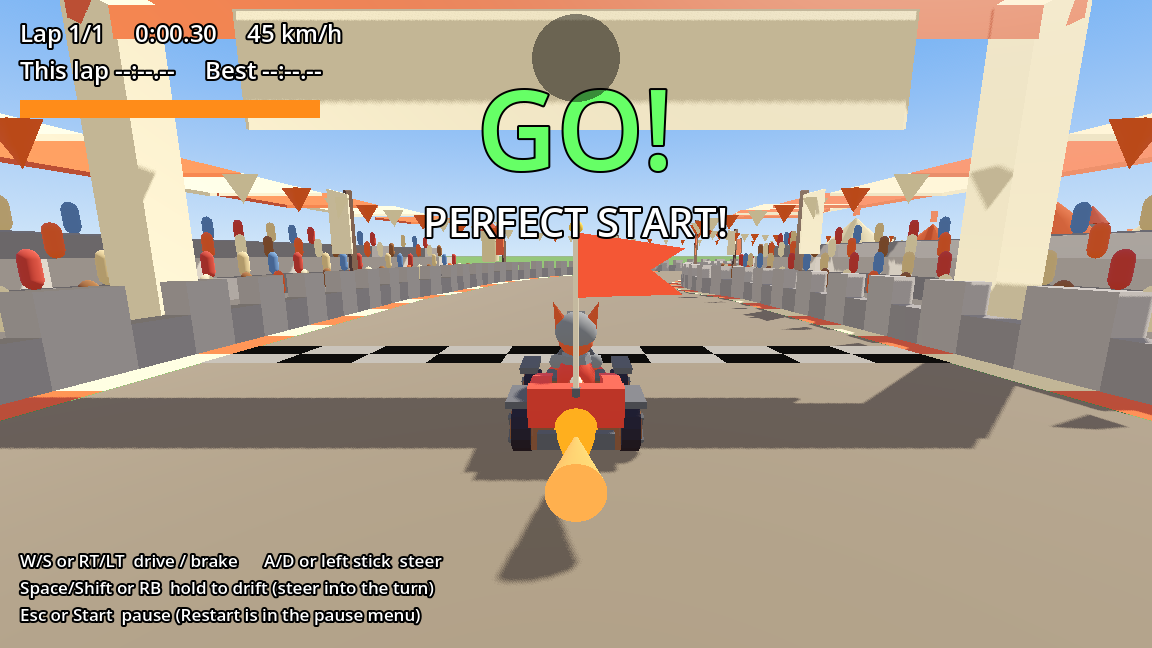 Lap 1/1 0:00.30 45 km/h
This lap --:--.-- Best --:--.--
GO!
PERFECT START!
W/S or RT/LT drive / brake A/D or left stick steer
Space/Shift or RB hold to drift (steer into the turn)
Esc or Start pause (Restart is in the pause menu)